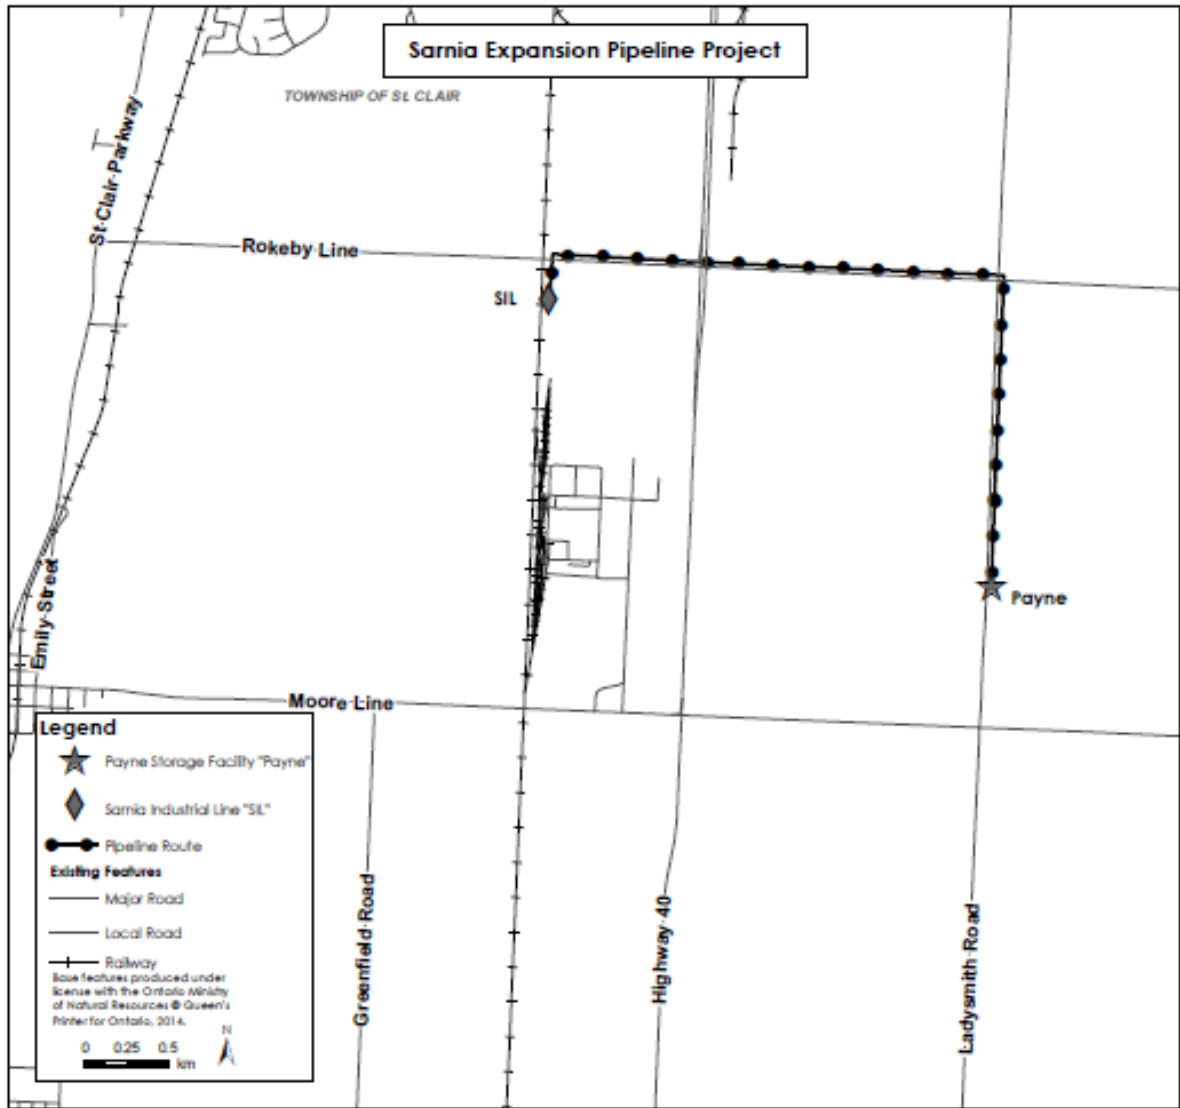 Sarnia Expansion Pipeline Project
TOWNSHIP OF St. CLAIR
St Clair Parkway
Rokeby Line
SIL
Payne
Emily Street
Moore Line
Greenfield Road
Highway 40
Ladysmith Road
Legend
Payne Storage Facility "Payne"
Sarnia Industrial Line "SIL"
Pipeline Route
Existing Features
Major Road
Local Road
Railway
Base features produced under
license with the Ontario Ministry
of Natural Resources © Queen's
Printer for Ontario, 2014.
N
0 0.25 0.5
km